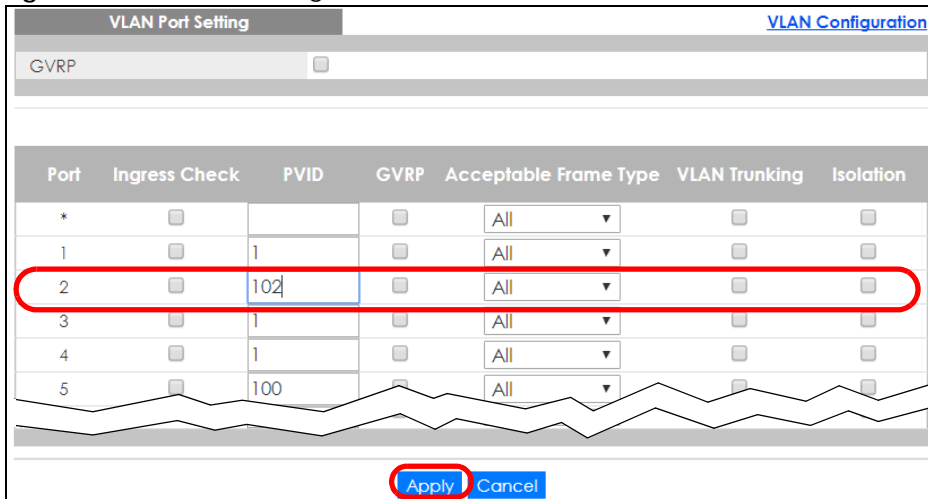 VLAN Port Setting VLAN Configuration
GVRP
Port Ingress Check PVID GVRP Acceptable Frame Type VLAN Trunking Isolation
* All
1 1 All
2 102 All
3 1 All
4 1 All
5 100 All
Apply Cancel